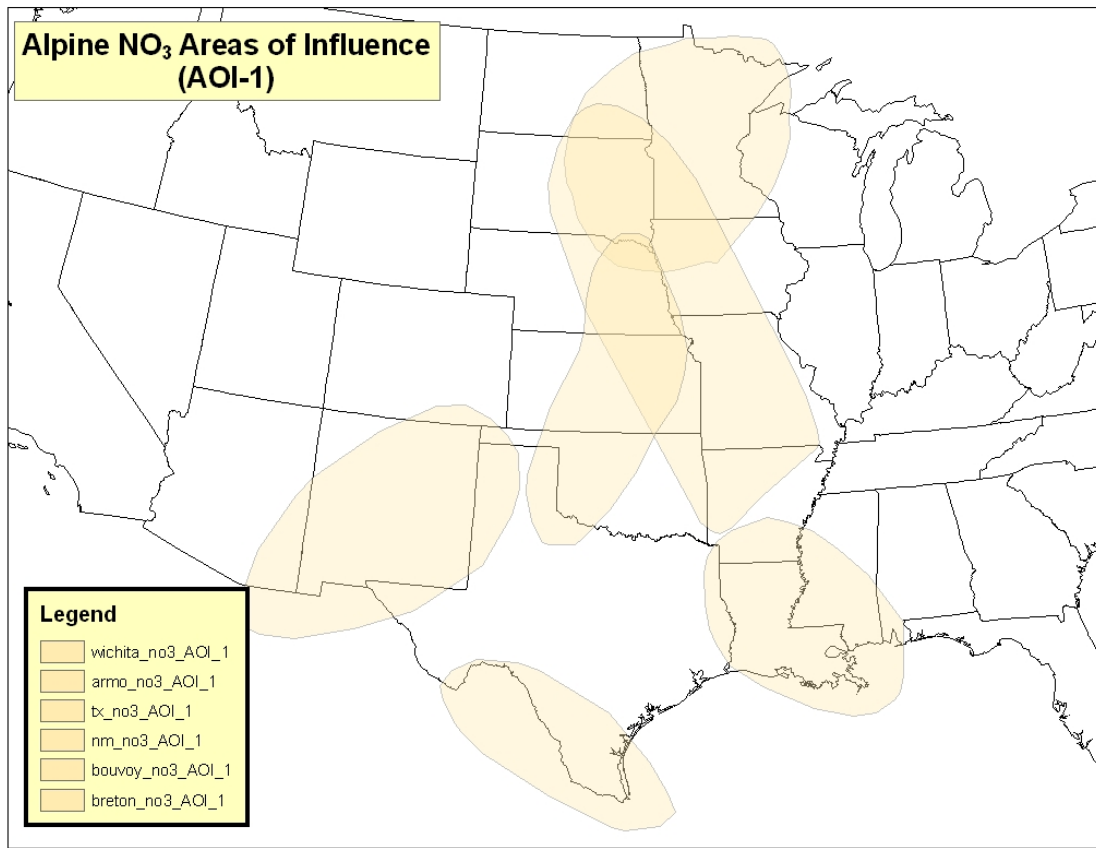 Alpine NO₃ Areas of Influence
(AOI-1)
Legend
wichita_no3_AOI_1
armo_no3_AOI_1
tx_no3_AOI_1
nm_no3_AOI_1
bouvoy_no3_AOI_1
breton_no3_AOI_1